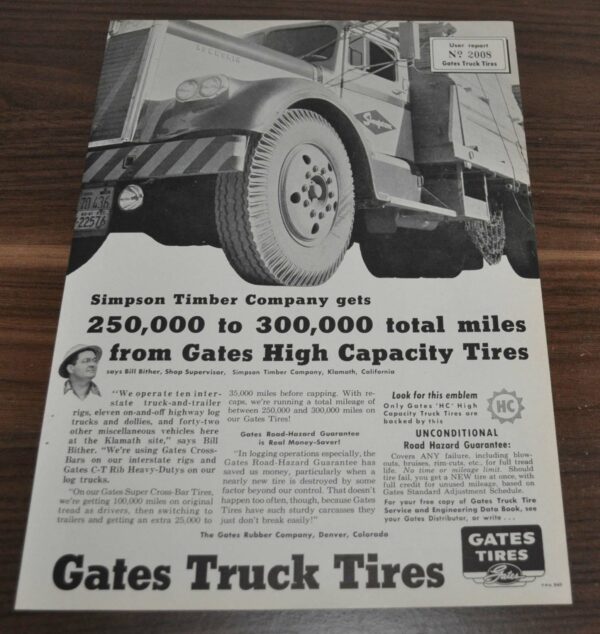 User report
Nº 2008
Gates Truck Tires
Simpson
70 436
22576
Simpson Timber Company gets
250,000 to 300,000 total miles
from Gates High Capacity Tires
says Bill Bither, Shop Supervisor, Simpson Timber Company, Klamath, California
"We operate ten inter-
state truck-and-trailer
rigs, eleven on-and-off highway log
trucks and dollies, and forty-two
other miscellaneous vehicles here
at the Klamath site," says Bill
Bither. "We're using Gates Cross-
Bars on our interstate rigs and
Gates C-T Rib Heavy-Dutys on our
log trucks.
"On our Gates Super Cross-Bar Tires,
we're getting 100,000 miles on original
tread as drivers, then switching to
trailers and getting an extra 25,000 to
35,000 miles before capping. With re-
caps, we're running a total mileage of
between 250,000 and 300,000 miles on
our Gates Tires!
Gates Road-Hazard Guarantee
is Real Money-Saver!
"In logging operations especially, the
Gates Road-Hazard Guarantee has
saved us money, particularly when a
nearly new tire is destroyed by some
factor beyond our control. That doesn't
happen too often, though, because Gates
Tires have such sturdy carcasses they
just don't break easily!"
Look for this emblem
Only Gates 'HC' High
Capacity Truck Tires are
backed by this
HC
UNCONDITIONAL
Road Hazard Guarantee:
Covers ANY failure, including blow-
outs, bruises, rim-cuts, etc., for full tread
life. No time or mileage limit. Should
tire fail, you get a NEW tire at once, with
full credit for unused mileage, based on
Gates Standard Adjustment Schedule.
For your free copy of Gates Truck Tire
Service and Engineering Data Book, see
your Gates Distributor, or write . . .
The Gates Rubber Company, Denver, Colorado
Gates Truck Tires
GATES
TIRES
Gates